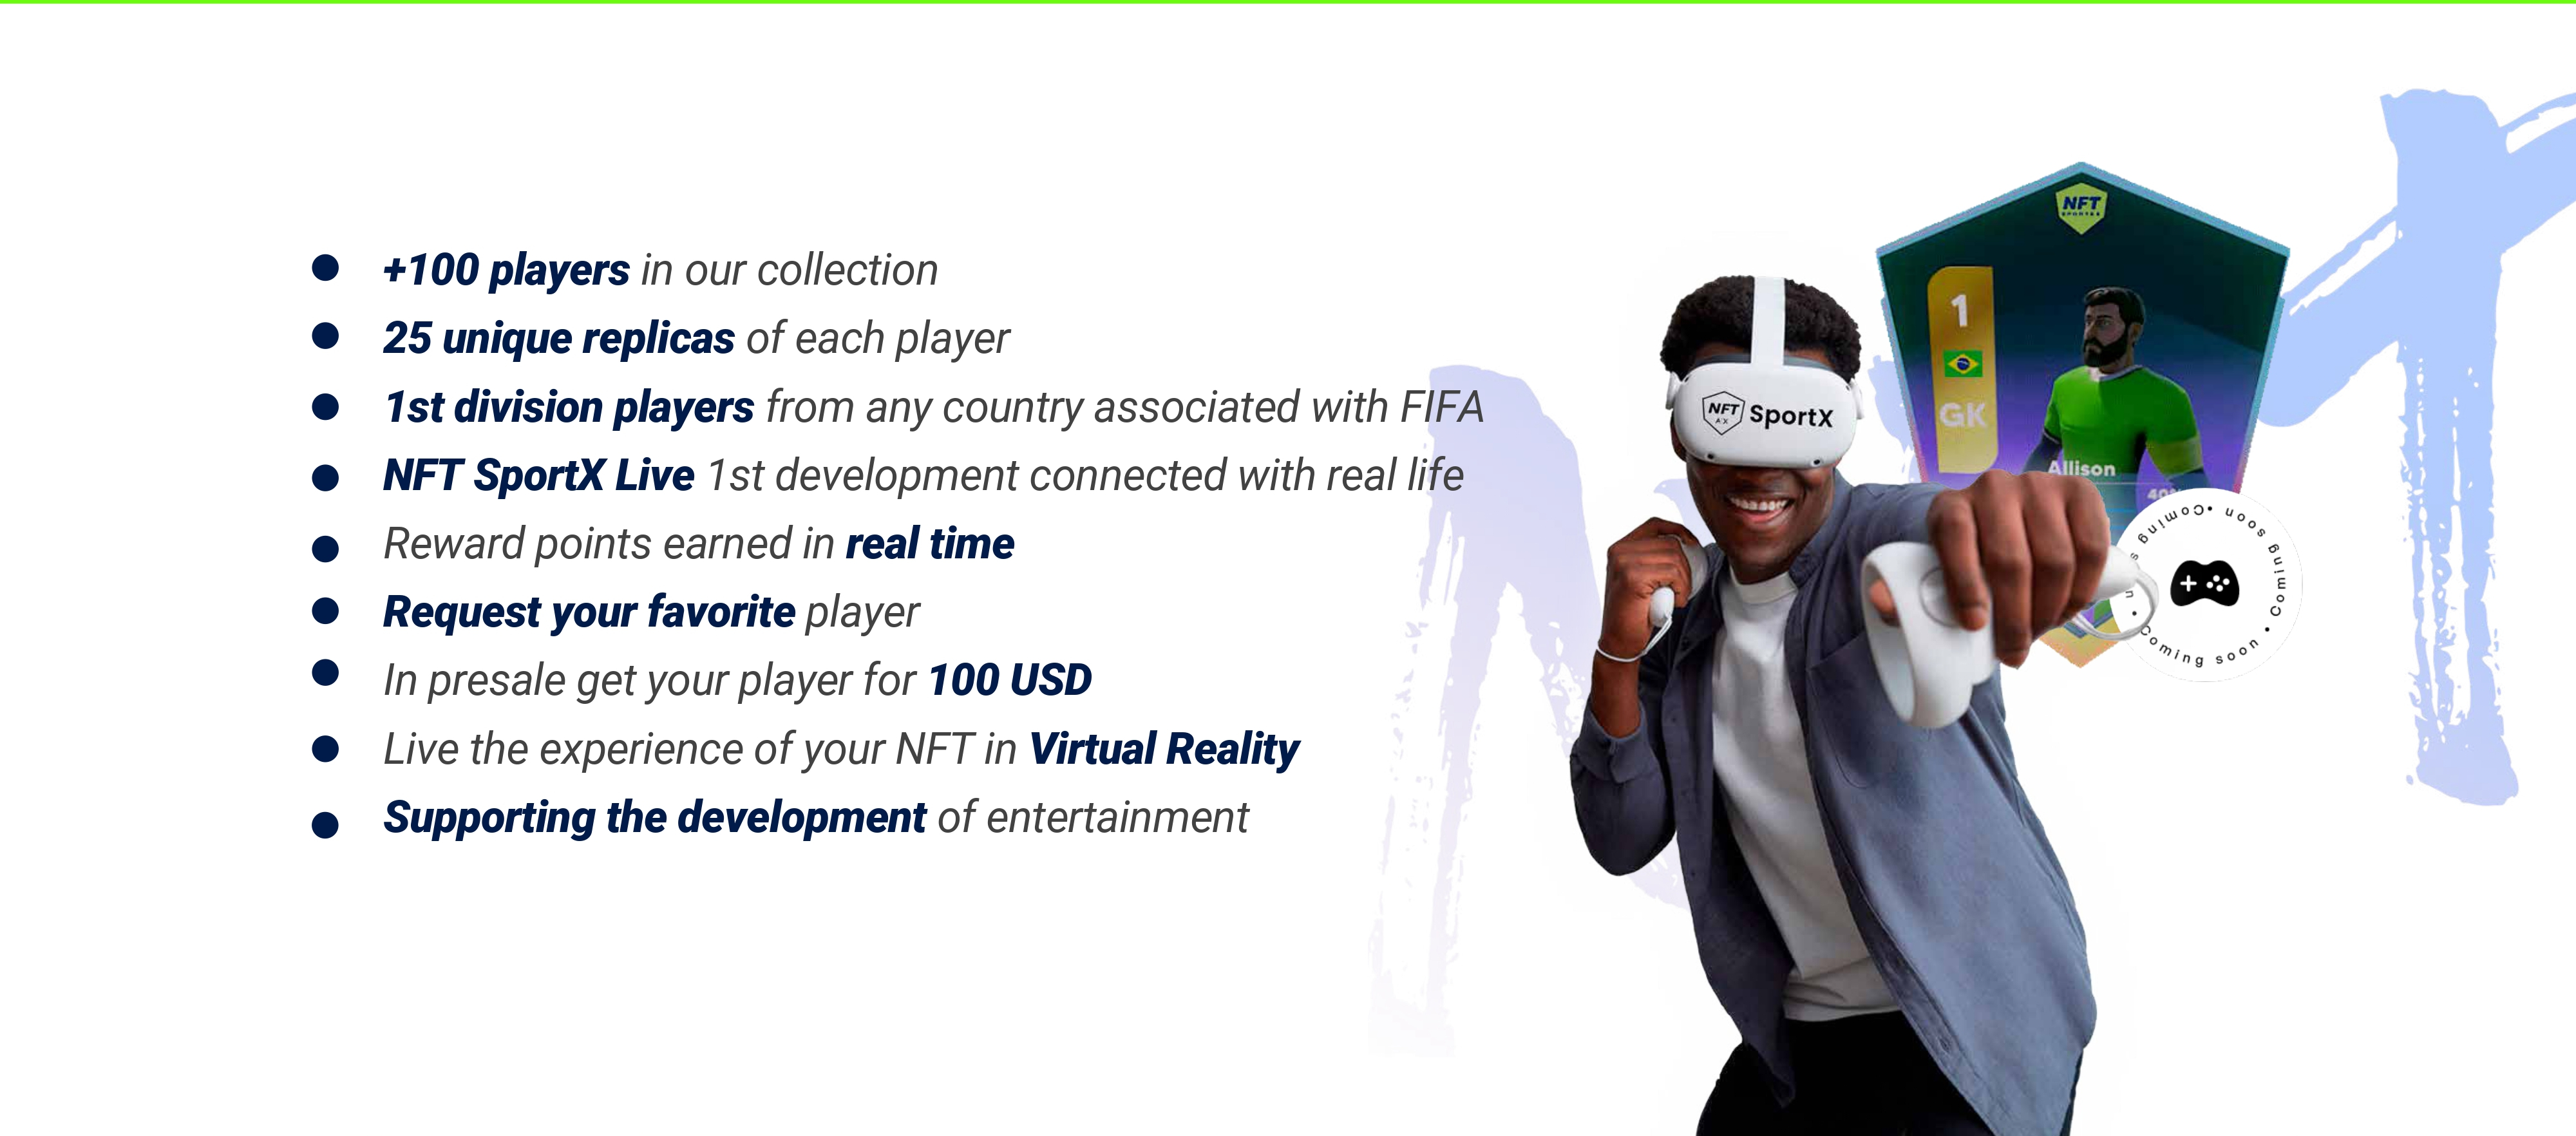 +100 players in our collection
25 unique replicas of each player
1st division players from any country associated with FIFA
NFT SportX Live 1st development connected with real life
Reward points earned in real time
Request your favorite player
In presale get your player for 100 USD
Live the experience of your NFT in Virtual Reality
Supporting the development of entertainment
NFT
SportX
NFT
1
GK
Allison
Coming soon • Coming soon • Coming